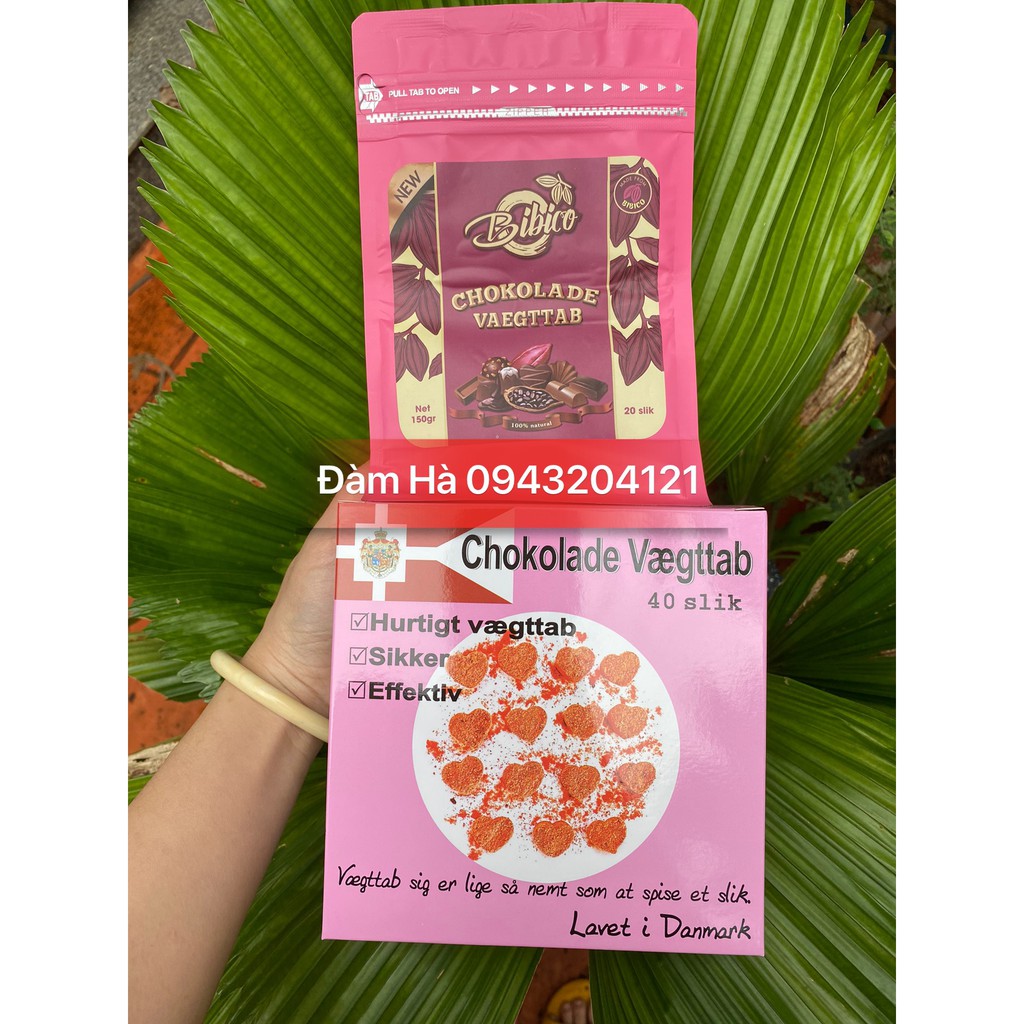 TAB
PULL TAB TO OPEN
ZIPPER
NEW
Bibico
BIBICO
CHOKOLADE
VAEGTTAB
Net
150gr
20 slik
100% natural
Đàm Hà 0943204121
Chokolade Vægttab
40 slik
Hurtigt vægttab
Sikker
Effektiv
Vægttab sig er lige så nemt som at spise et slik.
Lavet i Danmark